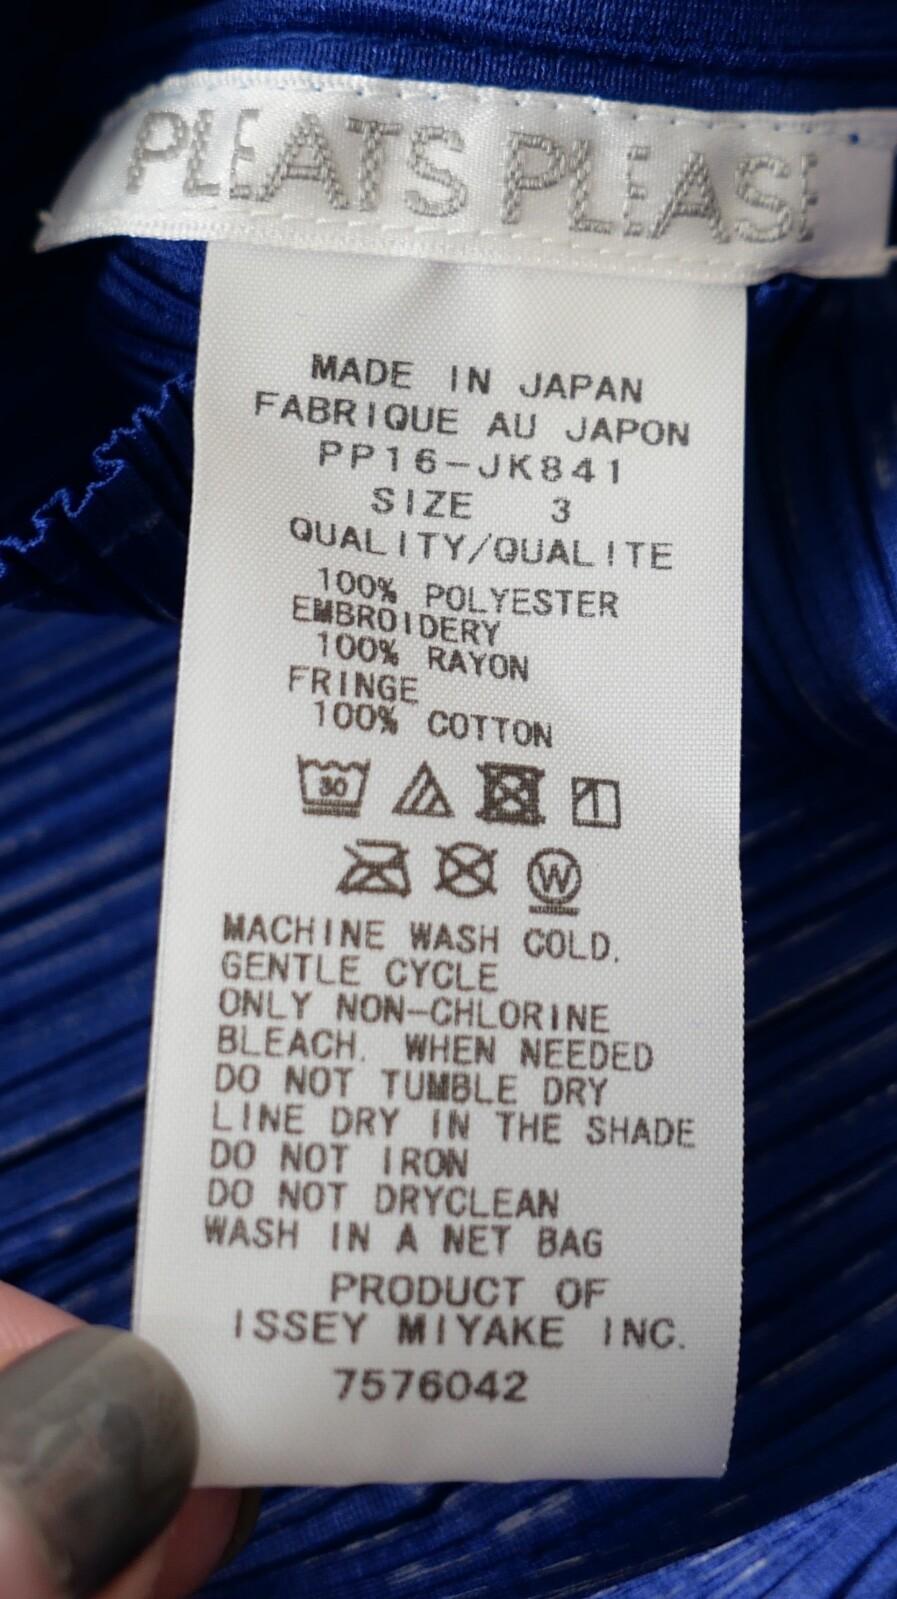 PLEATS PLEASE
MADE IN JAPAN
FABRIQUE AU JAPON
PP16-JK841
SIZE 3
QUALITY/QUALITE
100% POLYESTER
EMBROIDERY
100% RAYON
FRINGE
100% COTTON
30
W
MACHINE WASH COLD.
GENTLE CYCLE
ONLY NON-CHLORINE
BLEACH. WHEN NEEDED
DO NOT TUMBLE DRY
LINE DRY IN THE SHADE
DO NOT IRON
DO NOT DRYCLEAN
WASH IN A NET BAG
PRODUCT OF
ISSEY MIYAKE INC.
7576042